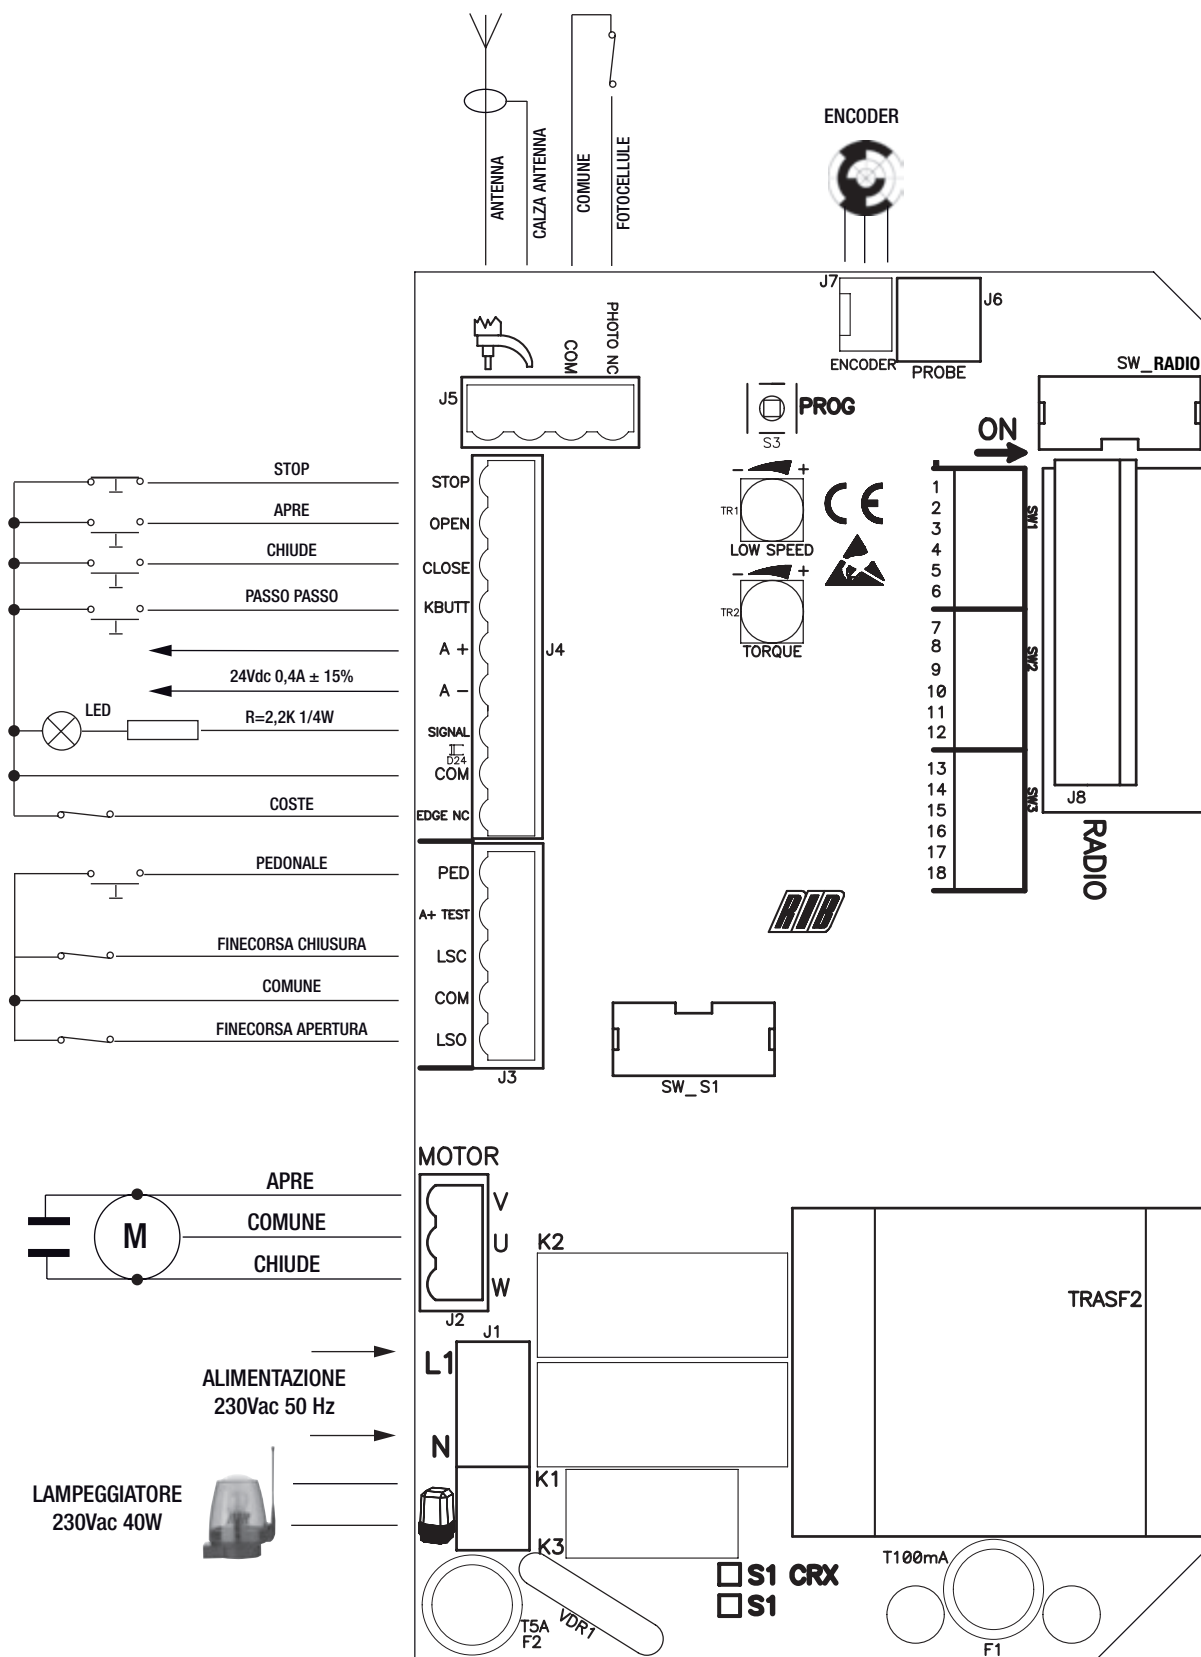 ANTENNA
CALZA ANTENNA
COMUNE
FOTOCELLULE
ENCODER
J7
J6
ENCODER
PROBE
COM
PHOTO NC
J5
PROG
S3
SW_RADIO
ON
STOP
STOP
APRE
OPEN
CHIUDE
CLOSE
PASSO PASSO
KBUTT
A +
24Vdc 0,4A ± 15%
A −
LED
R=2,2K 1/4W
SIGNAL
D24
COM
COSTE
EDGE NC
J4
− +
TR1
LOW SPEED
− +
TR2
TORQUE
CE
1
2
3
4
5
6
SW1
7
8
9
10
11
12
SW2
13
14
15
16
17
18
SW3
J8
RADIO
PEDONALE
PED
A+ TEST
FINECORSA CHIUSURA
LSC
COMUNE
COM
FINECORSA APERTURA
LSO
J3
RIB
SW_S1
MOTOR
APRE
V
M
COMUNE
U
CHIUDE
W
J2
K2
TRASF2
J1
L1
ALIMENTAZIONE
230Vac 50 Hz
N
LAMPEGGIATORE
230Vac 40W
K1
K3
S1 CRX
S1
T5A
F2
VDR1
T100mA
F1